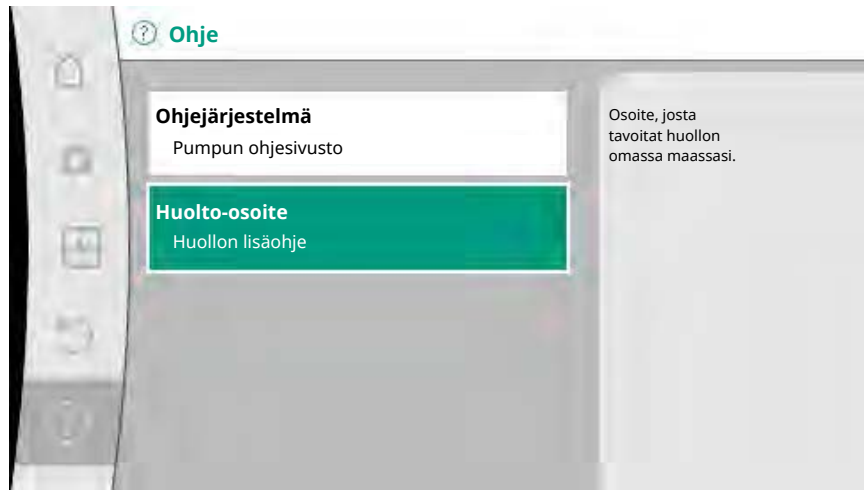 Ohje
Ohjejärjestelmä
Pumpun ohjesivusto
Huolto-osoite
Huollon lisäohje
Osoite, josta
tavoitat huollon
omassa maassasi.